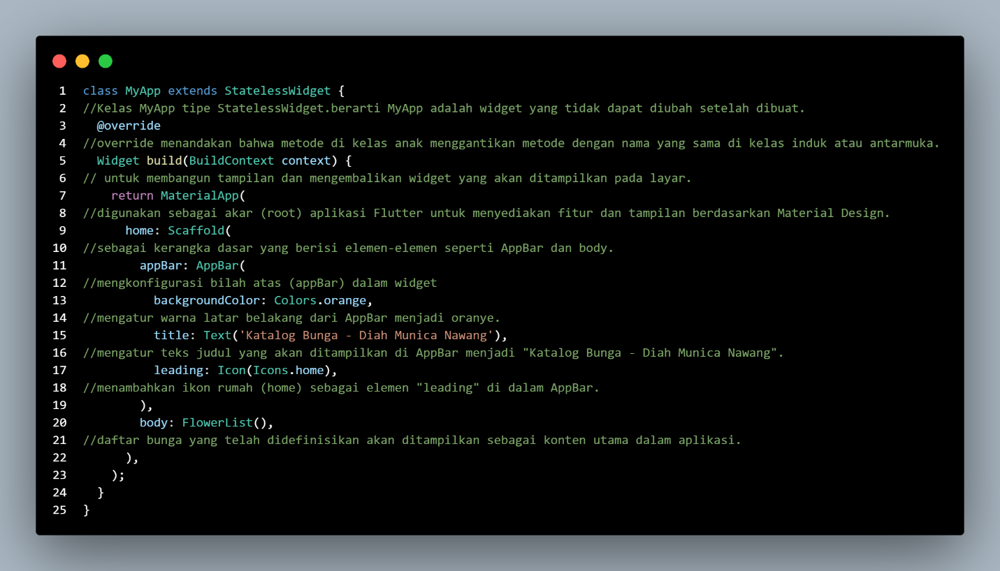 1 class MyApp extends StatelessWidget {
2 //Kelas MyApp tipe StatelessWidget.berarti MyApp adalah widget yang tidak dapat diubah setelah dibuat.
3   @override
4 //override menandakan bahwa metode di kelas anak menggantikan metode dengan nama yang sama di kelas induk atau antarmuka.
5   Widget build(BuildContext context) {
6 // untuk membangun tampilan dan mengembalikan widget yang akan ditampilkan pada layar.
7     return MaterialApp(
8 //digunakan sebagai akar (root) aplikasi Flutter untuk menyediakan fitur dan tampilan berdasarkan Material Design.
9       home: Scaffold(
10 //sebagai kerangka dasar yang berisi elemen-elemen seperti AppBar dan body.
11         appBar: AppBar(
12 //mengkonfigurasi bilah atas (appBar) dalam widget
13           backgroundColor: Colors.orange,
14 //mengatur warna latar belakang dari AppBar menjadi oranye.
15           title: Text('Katalog Bunga - Diah Munica Nawang'),
16 //mengatur teks judul yang akan ditampilkan di AppBar menjadi "Katalog Bunga - Diah Munica Nawang".
17           leading: Icon(Icons.home),
18 //menambahkan ikon rumah (home) sebagai elemen "leading" di dalam AppBar.
19         ),
20         body: FlowerList(),
21 //daftar bunga yang telah didefinisikan akan ditampilkan sebagai konten utama dalam aplikasi.
22       ),
23     );
24   }
25 }